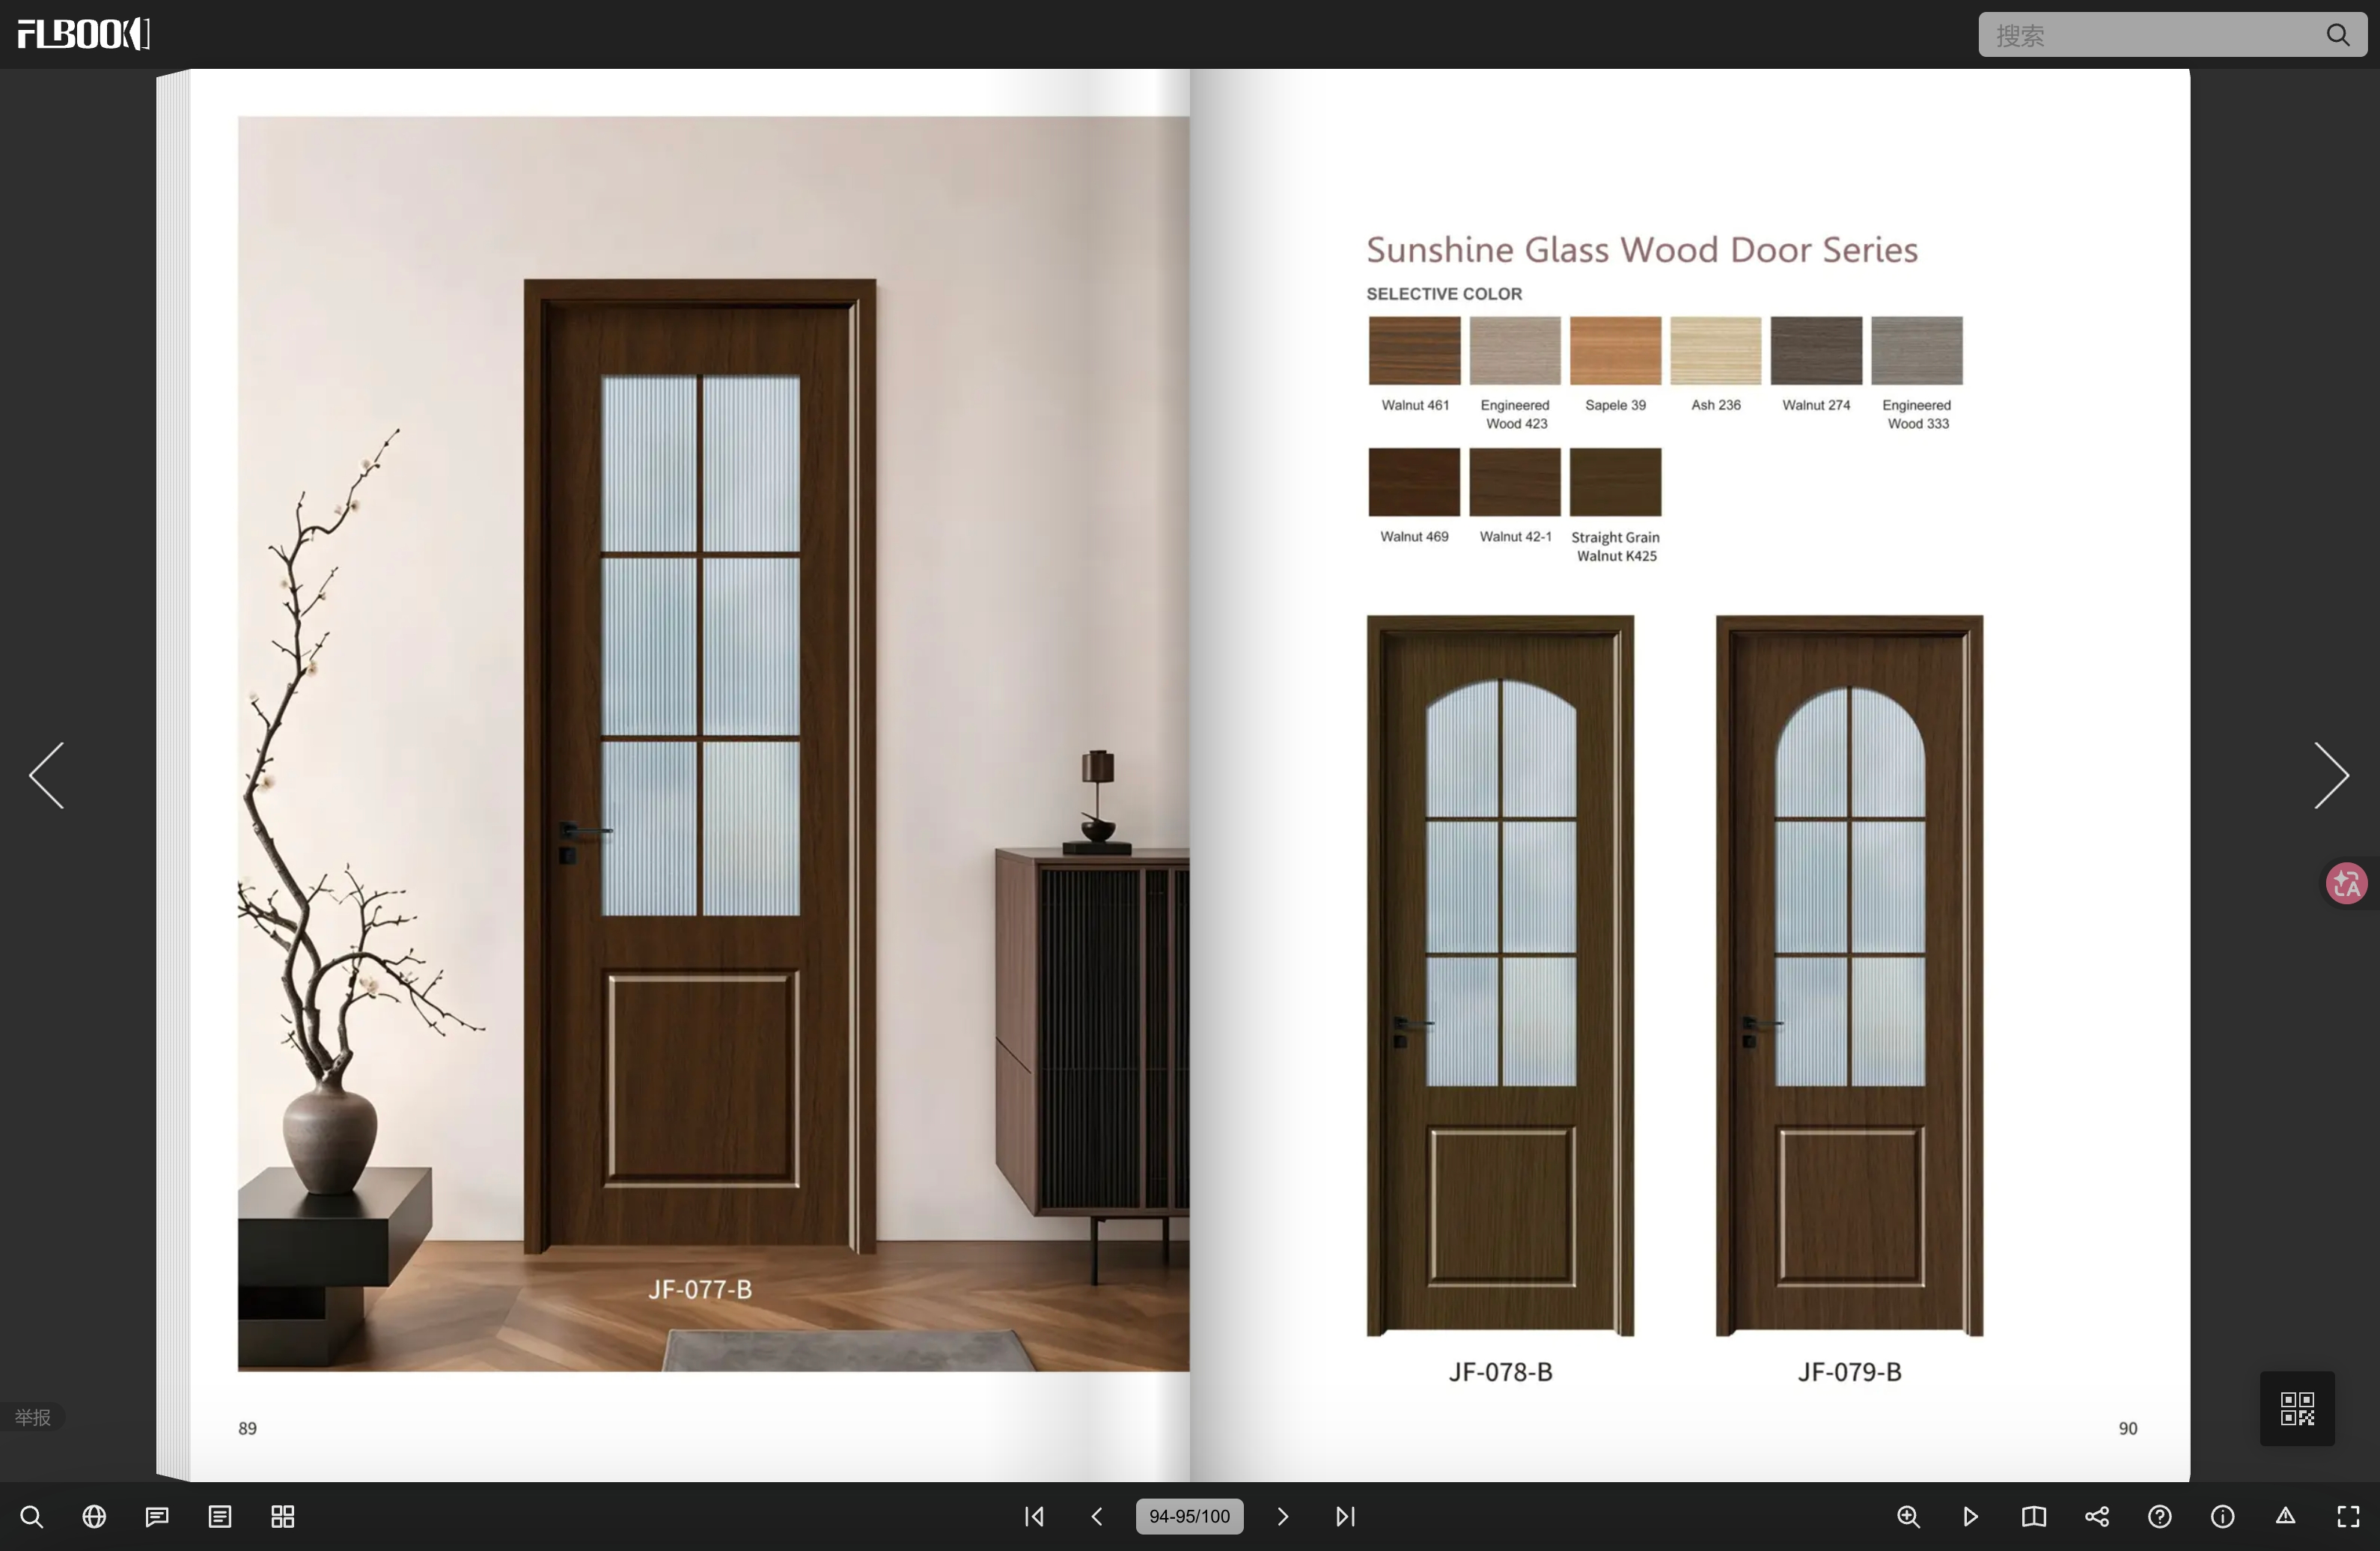 FLBOOK
搜索
JF-077-B
89
Sunshine Glass Wood Door Series
SELECTIVE COLOR
Walnut 461
Engineered
Wood 423
Sapele 39
Ash 236
Walnut 274
Engineered
Wood 333
Walnut 469
Walnut 42-1
Straight Grain
Walnut K425
JF-078-B
JF-079-B
90
举报
94-95/100